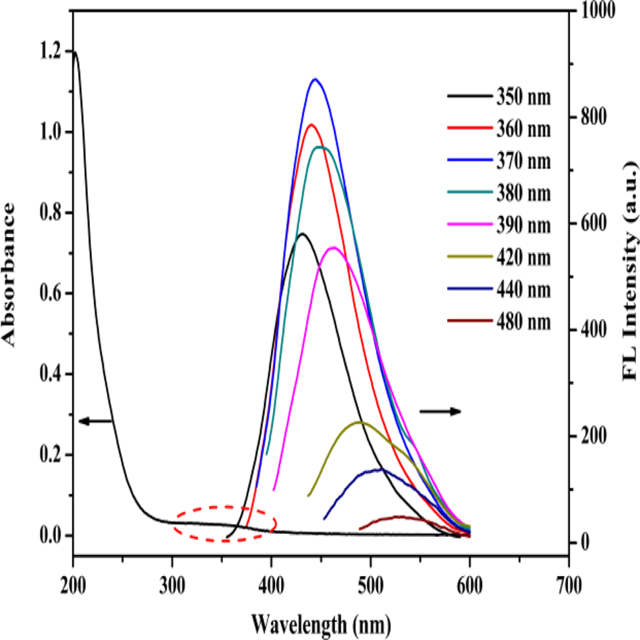 1000
1.2
1.0
0.8
0.6
0.4
0.2
0.0
Absorbance
800
600
400
200
0
FL Intensity (a.u.)
350 nm
360 nm
370 nm
380 nm
390 nm
420 nm
440 nm
480 nm
200 300 400 500 600 700
Wavelength (nm)